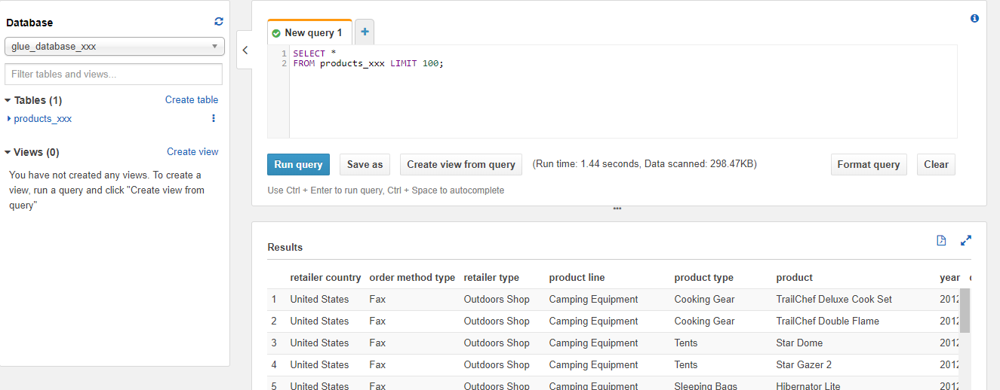 Database
glue_database_xxx
Filter tables and views...
Tables (1) Create table
products_xxx
Views (0) Create view
You have not created any views. To create a
view, run a query and click "Create view from
query"
New query 1
1 SELECT *
2 FROM products_xxx LIMIT 100;
Run query Save as Create view from query (Run time: 1.44 seconds, Data scanned: 298.47KB) Format query Clear
Use Ctrl + Enter to run query, Ctrl + Space to autocomplete
Results
retailer country order method type retailer type product line product type product year
1 United States Fax Outdoors Shop Camping Equipment Cooking Gear TrailChef Deluxe Cook Set 2012
2 United States Fax Outdoors Shop Camping Equipment Cooking Gear TrailChef Double Flame 2012
3 United States Fax Outdoors Shop Camping Equipment Tents Star Dome 2012
4 United States Fax Outdoors Shop Camping Equipment Tents Star Gazer 2 2012
5 United States Fax Outdoors Shop Camping Equipment Sleeping Bags Hibernator Lite 2012